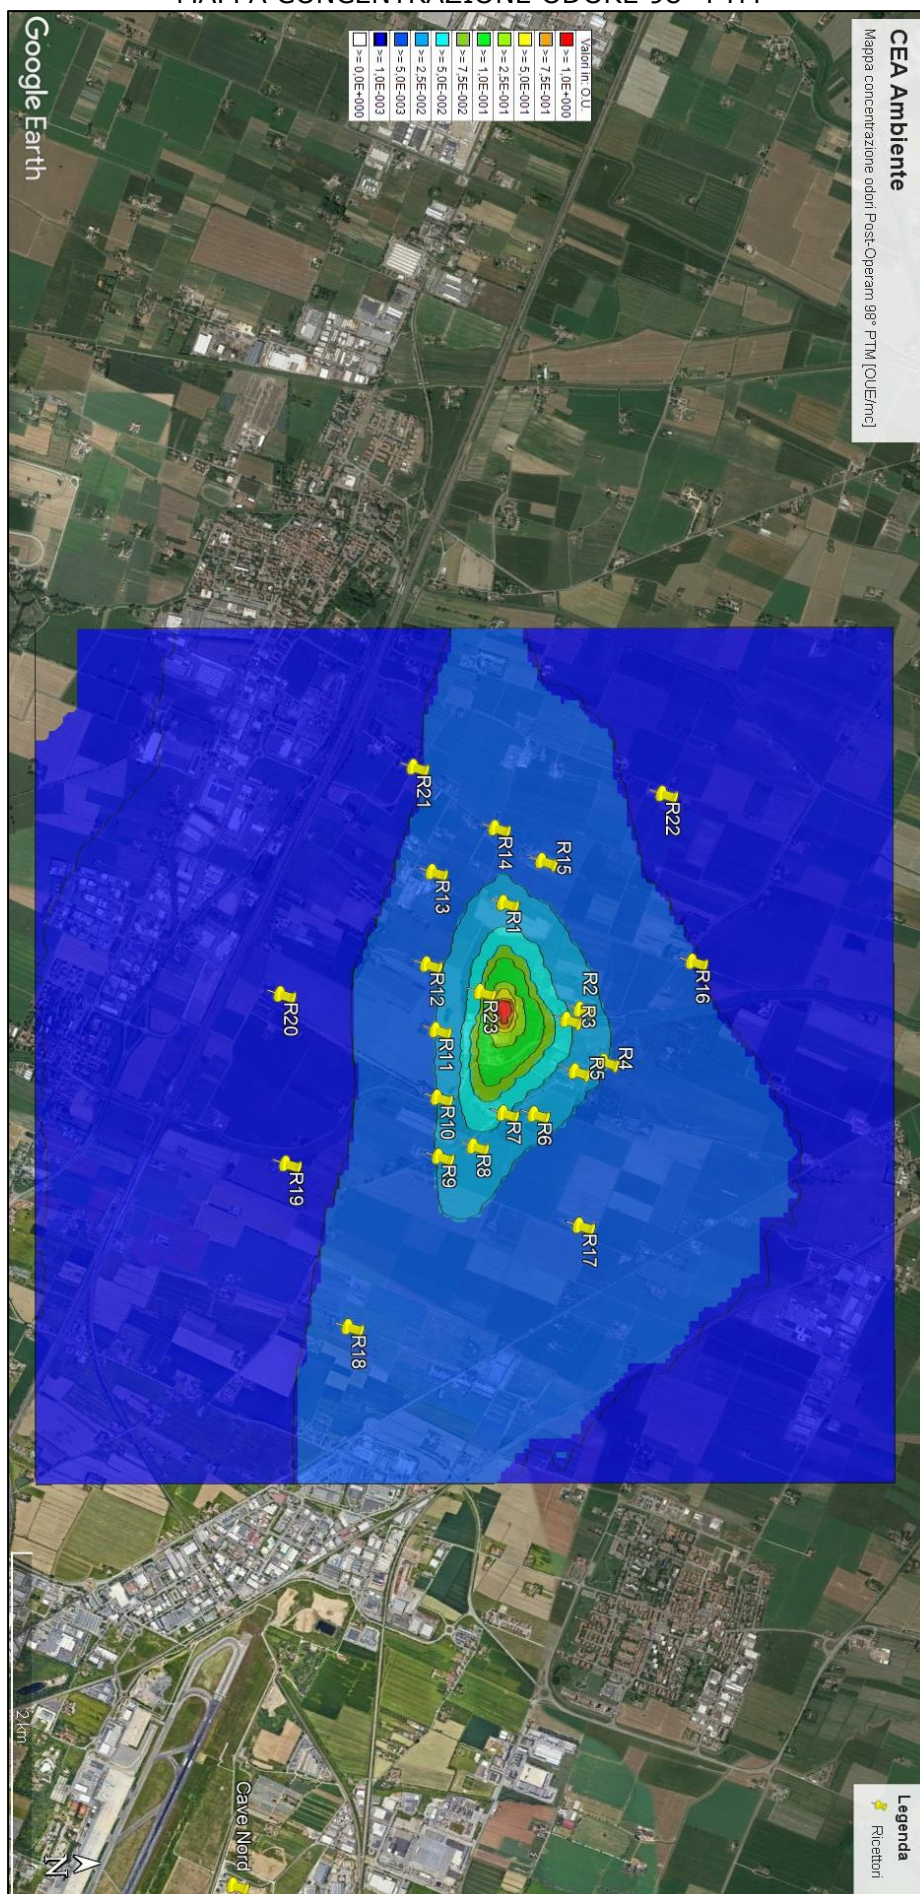 MAPPA CONCENTRAZIONE ODORE 98° PTM
CEA Ambiente
Mappa concentrazione odori Post-Operam 98° PTM [OUE/mc]
Legenda
Ricettori
Valori in: O.U.
>= 1,0E+000
>= 7,5E-001
>= 5,0E-001
>= 2,5E-001
>= 1,0E-001
>= 7,5E-002
>= 5,0E-002
>= 2,5E-002
>= 5,0E-003
>= 1,0E-003
>= 0,0E+000
R22
R16
R4
R2
R3
R5
R17
R15
R6
R1
R7
R14
R23
R8
R21
R13
R12
R11
R10
R9
R18
R20
R19
Cave Nord
Google Earth
2 km
N